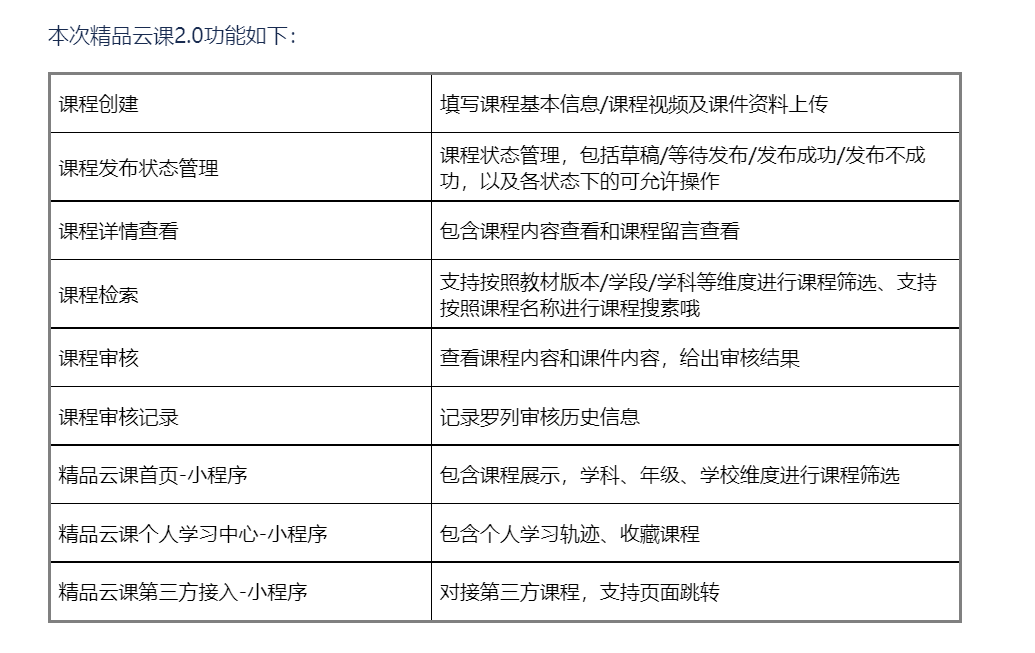 本次精品云课2.0功能如下：
课程创建
填写课程基本信息/课程视频及课件资料上传
课程发布状态管理
课程状态管理，包括草稿/等待发布/发布成功/发布不成
功，以及各状态下的可允许操作
课程详情查看
包含课程内容查看和课程留言查看
课程检索
支持按照教材版本/学段/学科等维度进行课程筛选、支持
按照课程名称进行课程搜素哦
课程审核
查看课程内容和课件内容，给出审核结果
课程审核记录
记录罗列审核历史信息
精品云课首页-小程序
包含课程展示，学科、年级、学校维度进行课程筛选
精品云课个人学习中心-小程序
包含个人学习轨迹、收藏课程
精品云课第三方接入-小程序
对接第三方课程，支持页面跳转